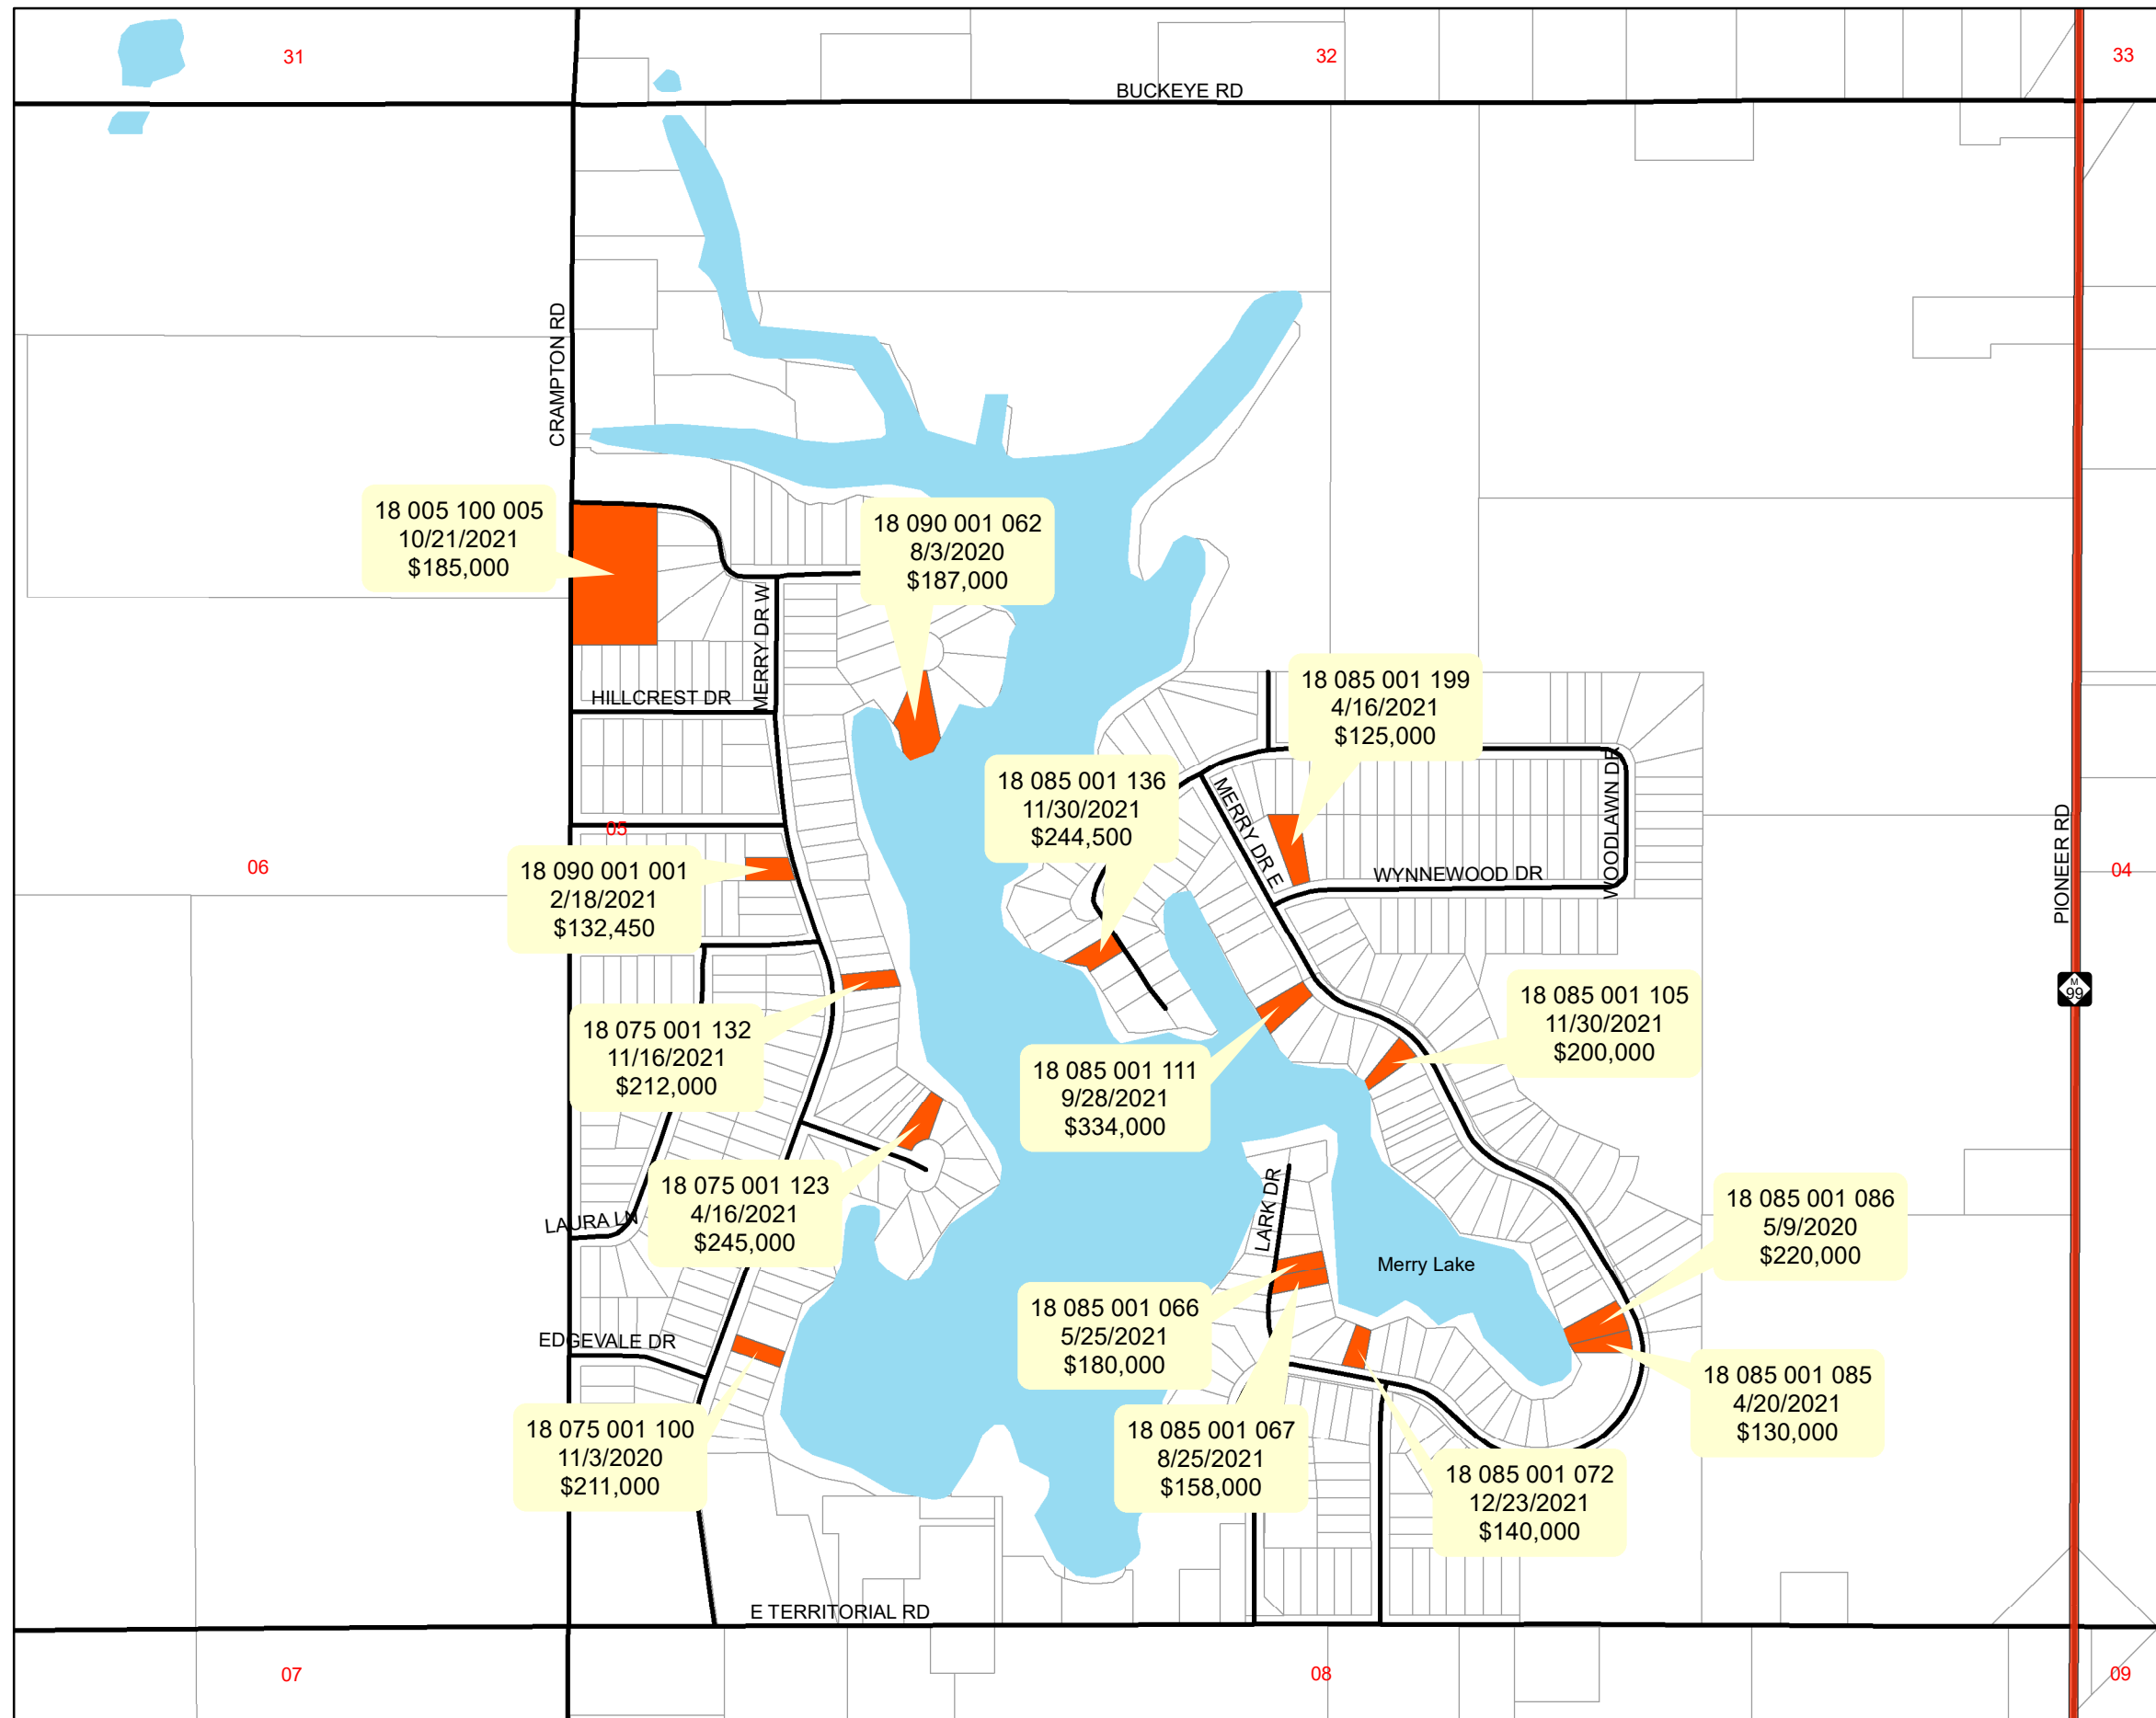 31
32
33
BUCKEYE RD
CRAMPTON RD
18 005 100 005
10/21/2021
$185,000
18 090 001 062
8/3/2020
$187,000
MERRY DR W
HILLCREST DR
18 085 001 199
4/16/2021
$125,000
18 085 001 136
11/30/2021
$244,500
MERRY DR E
WOODLAWN DR
WYNNEWOOD DR
PIONEER RD
05
06
04
18 090 001 001
2/18/2021
$132,450
M
99
18 075 001 132
11/16/2021
$212,000
18 085 001 105
11/30/2021
$200,000
18 085 001 111
9/28/2021
$334,000
18 075 001 123
4/16/2021
$245,000
LAURA LN
LARK DR
Merry Lake
18 085 001 086
5/9/2020
$220,000
18 085 001 066
5/25/2021
$180,000
EDGEVALE DR
18 085 001 085
4/20/2021
$130,000
18 075 001 100
11/3/2020
$211,000
18 085 001 067
8/25/2021
$158,000
18 085 001 072
12/23/2021
$140,000
E TERRITORIAL RD
07
08
09